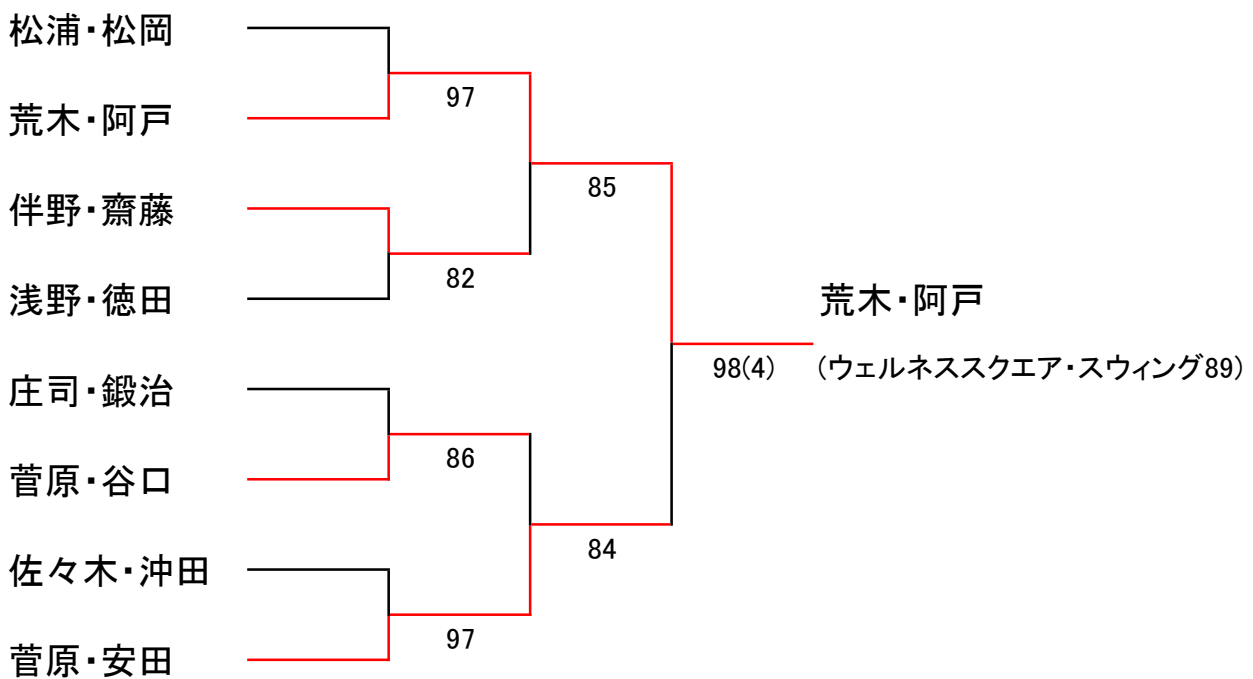 松浦・松岡
97
荒木・阿戸
85
伴野・齋藤
82
浅野・徳田
荒木・阿戸
98(4) (ウェルネススクエア・スウィング89)
庄司・鍛治
86
菅原・谷口
84
佐々木・沖田
97
菅原・安田